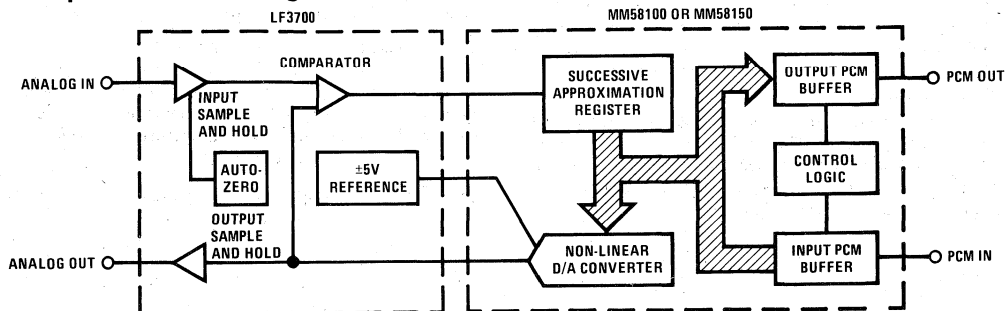 LF3700
MM58100 OR MM58150
ANALOG IN
COMPARATOR
INPUT
SAMPLE
AND HOLD
AUTO-
ZERO
±5V
REFERENCE
OUTPUT
SAMPLE
AND HOLD
ANALOG OUT
SUCCESSIVE
APPROXIMATION
REGISTER
NON-LINEAR
D/A CONVERTER
OUTPUT PCM
BUFFER
PCM OUT
CONTROL
LOGIC
INPUT PCM
BUFFER
PCM IN